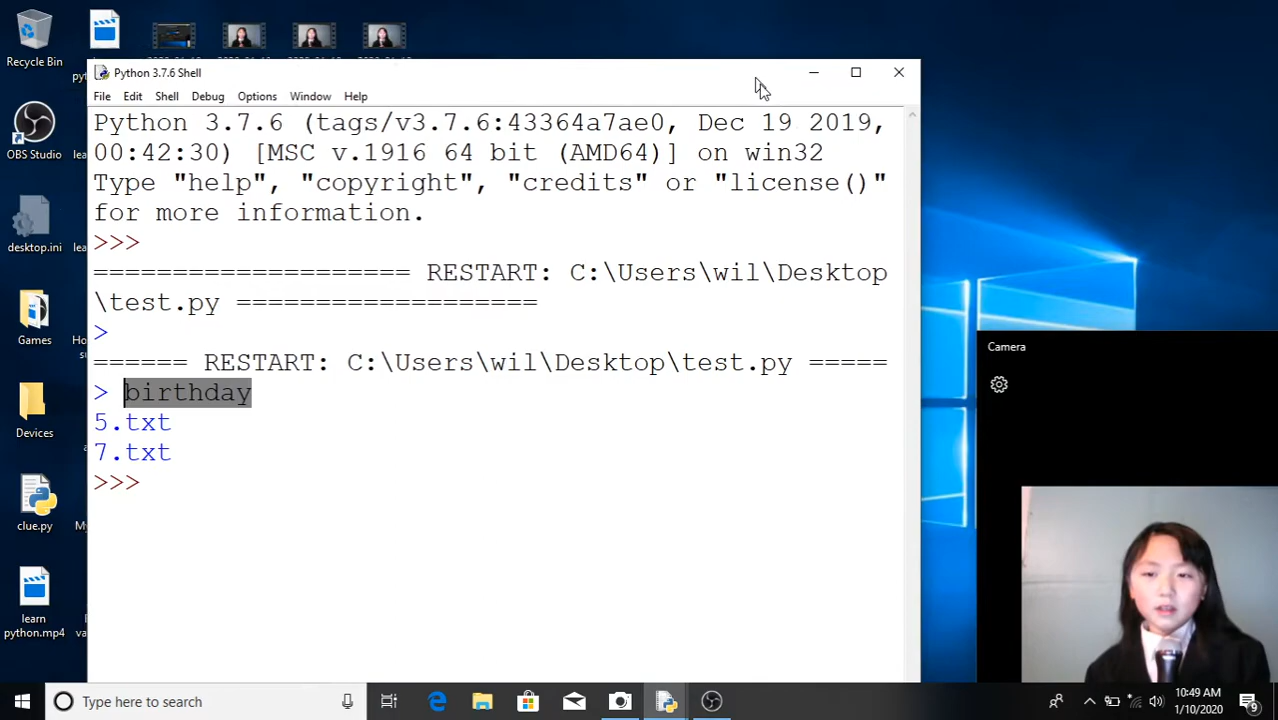 Recycle Bin
Python 3.7.6 Shell
File Edit Shell Debug Options Window Help
Python 3.7.6 (tags/v3.7.6:43364a7ae0, Dec 19 2019,
00:42:30) [MSC v.1916 64 bit (AMD64)] on win32
Type "help", "copyright", "credits" or "license()"
for more information.
>>>
==================== RESTART: C:\Users\wil\Desktop
\test.py ===================
>
====== RESTART: C:\Users\wil\Desktop\test.py =====
> birthday
5.txt
7.txt
>>>
OBS Studio
desktop.ini
Games
Devices
clue.py
learn
python.mp4
Camera
Type here to search
10:49 AM
1/10/2020
9